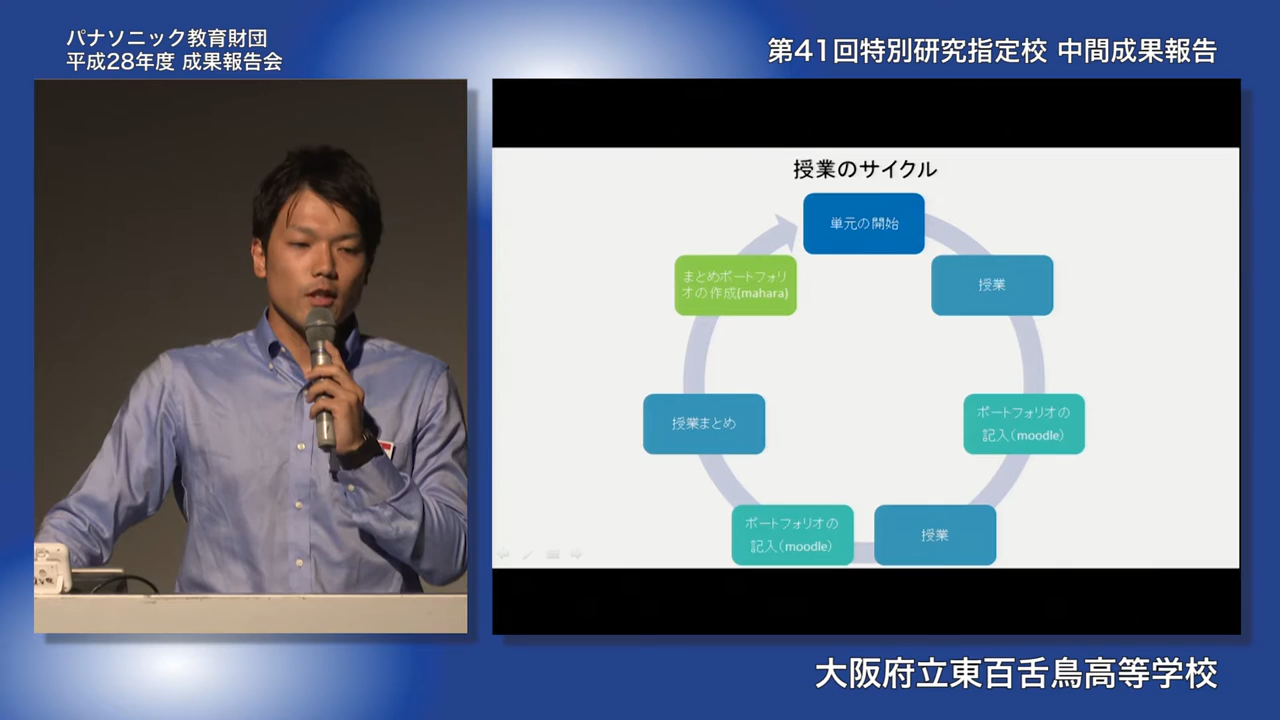 パナソニック教育財団
平成28年度 成果報告会
第41回特別研究指定校 中間成果報告
授業のサイクル
単元の開始
授業
ポートフォリオの
記入(moodle)
授業
ポートフォリオの
記入(moodle)
授業まとめ
まとめポートフォリ
オの作成(mahara)
大阪府立東百舌鳥高等学校